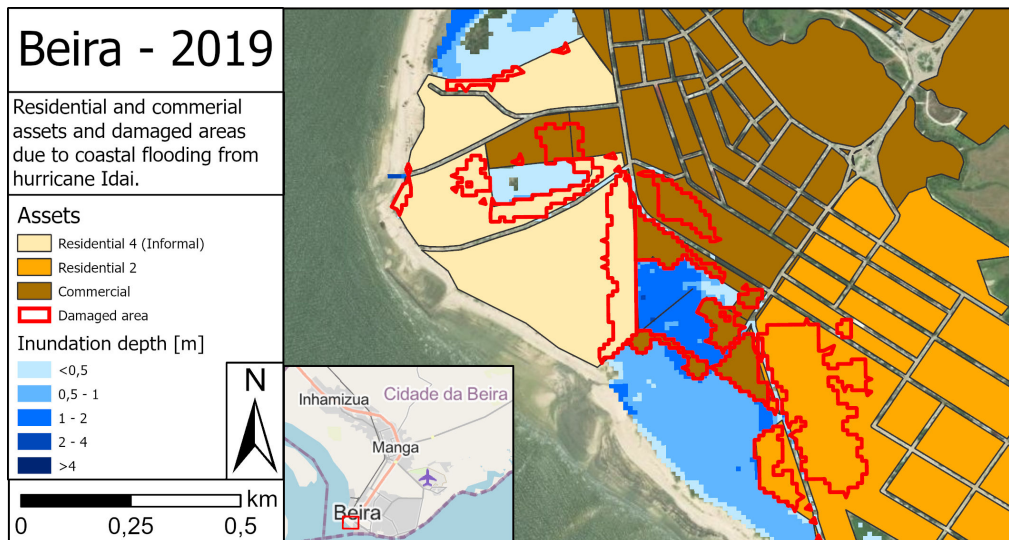 Beira - 2019
Residential and commerial
assets and damaged areas
due to coastal flooding from
hurricane Idai.
Assets
Residential 4 (Informal)
Residential 2
Commercial
Damaged area
Inundation depth [m]
<0,5
0,5 - 1
1 - 2
2 - 4
>4
N
km
0
0,25
0,5
Cidade da Beira
Inhamizua
Manga
Beira